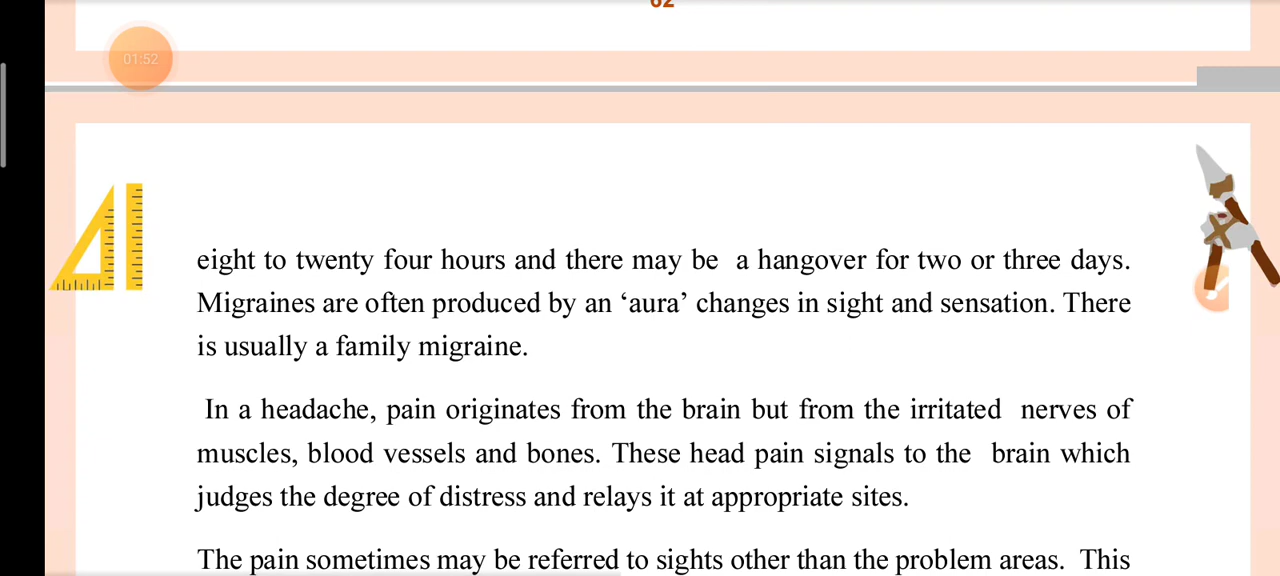 62
01:52
eight to twenty four hours and there may be a hangover for two or three days.
Migraines are often produced by an ‘aura’ changes in sight and sensation. There
is usually a family migraine.
In a headache, pain originates from the brain but from the irritated nerves of
muscles, blood vessels and bones. These head pain signals to the brain which
judges the degree of distress and relays it at appropriate sites.
The pain sometimes may be referred to sights other than the problem areas. This